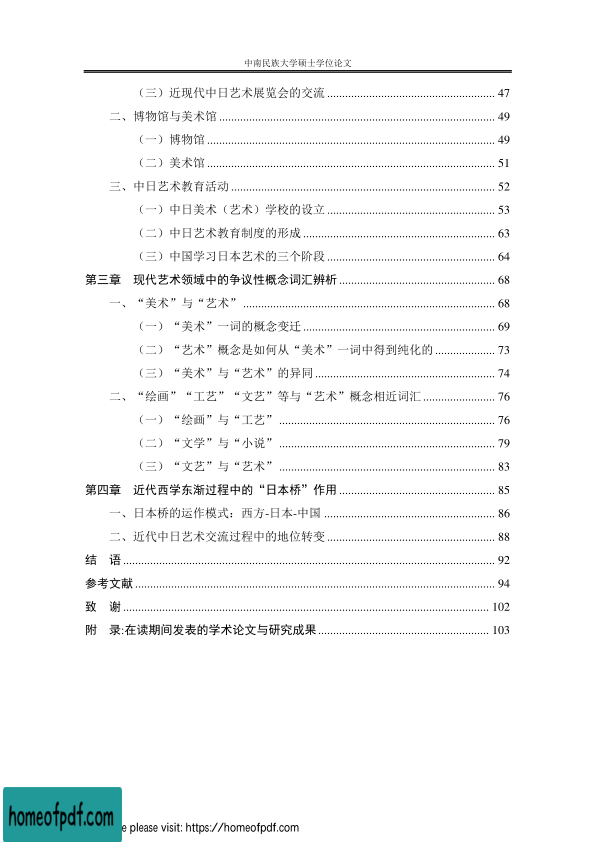 中南民族大学硕士学位论文
（三）近现代中日艺术展览会的交流 47
二、博物馆与美术馆 49
（一）博物馆 49
（二）美术馆 51
三、中日艺术教育活动 52
（一）中日美术（艺术）学校的设立 53
（二）中日艺术教育制度的形成 63
（三）中国学习日本艺术的三个阶段 64
第三章 现代艺术领域中的争议性概念词汇辨析 68
一、“美术”与“艺术” 68
（一）“美术”一词的概念变迁 69
（二）“艺术”概念是如何从“美术”一词中得到纯化的 73
（三）“美术”与“艺术”的异同 74
二、“绘画”“工艺”“文艺”等与“艺术”概念相近词汇 76
（一）“绘画”与“工艺” 76
（二）“文学”与“小说” 79
（三）“文艺”与“艺术” 83
第四章 近代西学东渐过程中的“日本桥”作用 85
一、日本桥的运作模式：西方-日本-中国 86
二、近代中日艺术交流过程中的地位转变 88
结 语 92
参考文献 94
致 谢 102
附 录:在读期间发表的学术论文与研究成果 103
homeofpdf.com
e please visit: https://homeofpdf.com